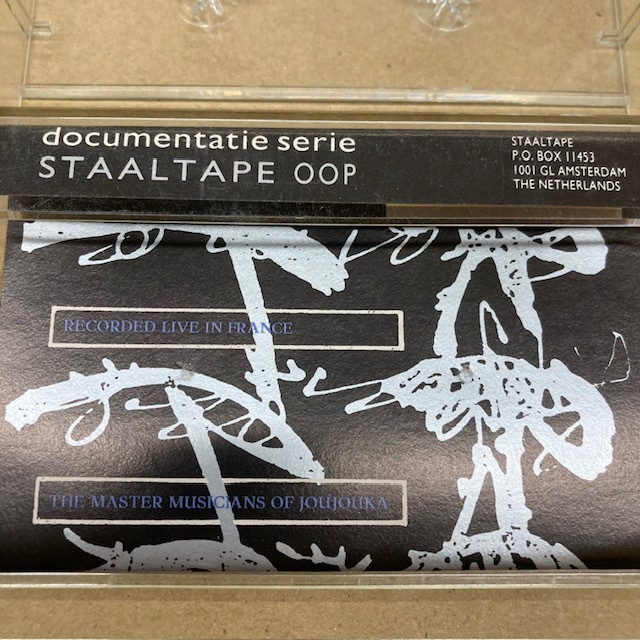 documentatie serie
STAALTAPE OOP
STAALTAPE
P.O. BOX 11453
1001 GL AMSTERDAM
THE NETHERLANDS
RECORDED LIVE IN FRANCE
THE MASTER MUSICIANS OF JOUJOUKA